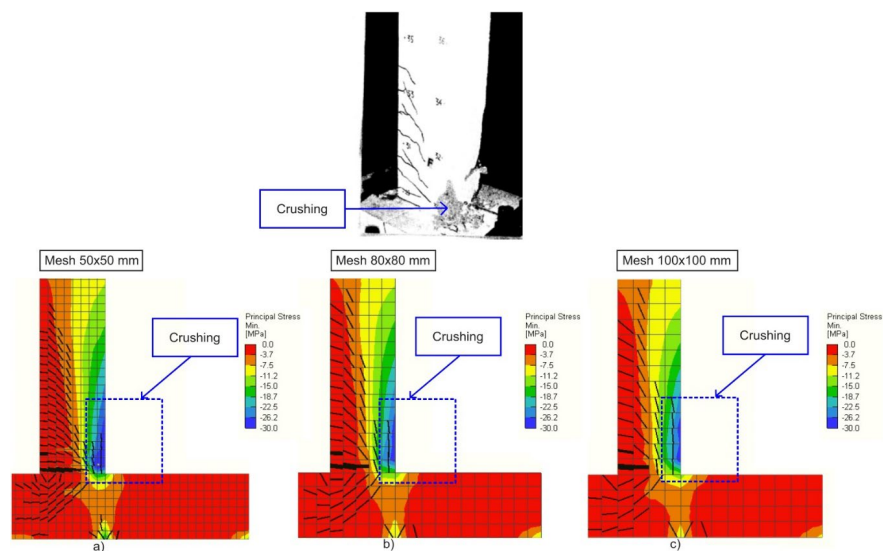 Crushing
Mesh 50x50 mm
Mesh 80x80 mm
Mesh 100x100 mm
Crushing
Principal Stress
Min.
[MPa]
0.0
-3.7
-7.5
-11.2
-15.0
-18.7
-22.5
-26.2
-30.0
Crushing
Principal Stress
Min.
[MPa]
0.0
-3.7
-7.5
-11.2
-15.0
-18.7
-22.5
-26.2
-30.0
Crushing
Principal Stress
Min.
[MPa]
0.0
-3.7
-7.5
-11.2
-15.0
-18.7
-22.5
-26.2
-30.0
a)
b)
c)